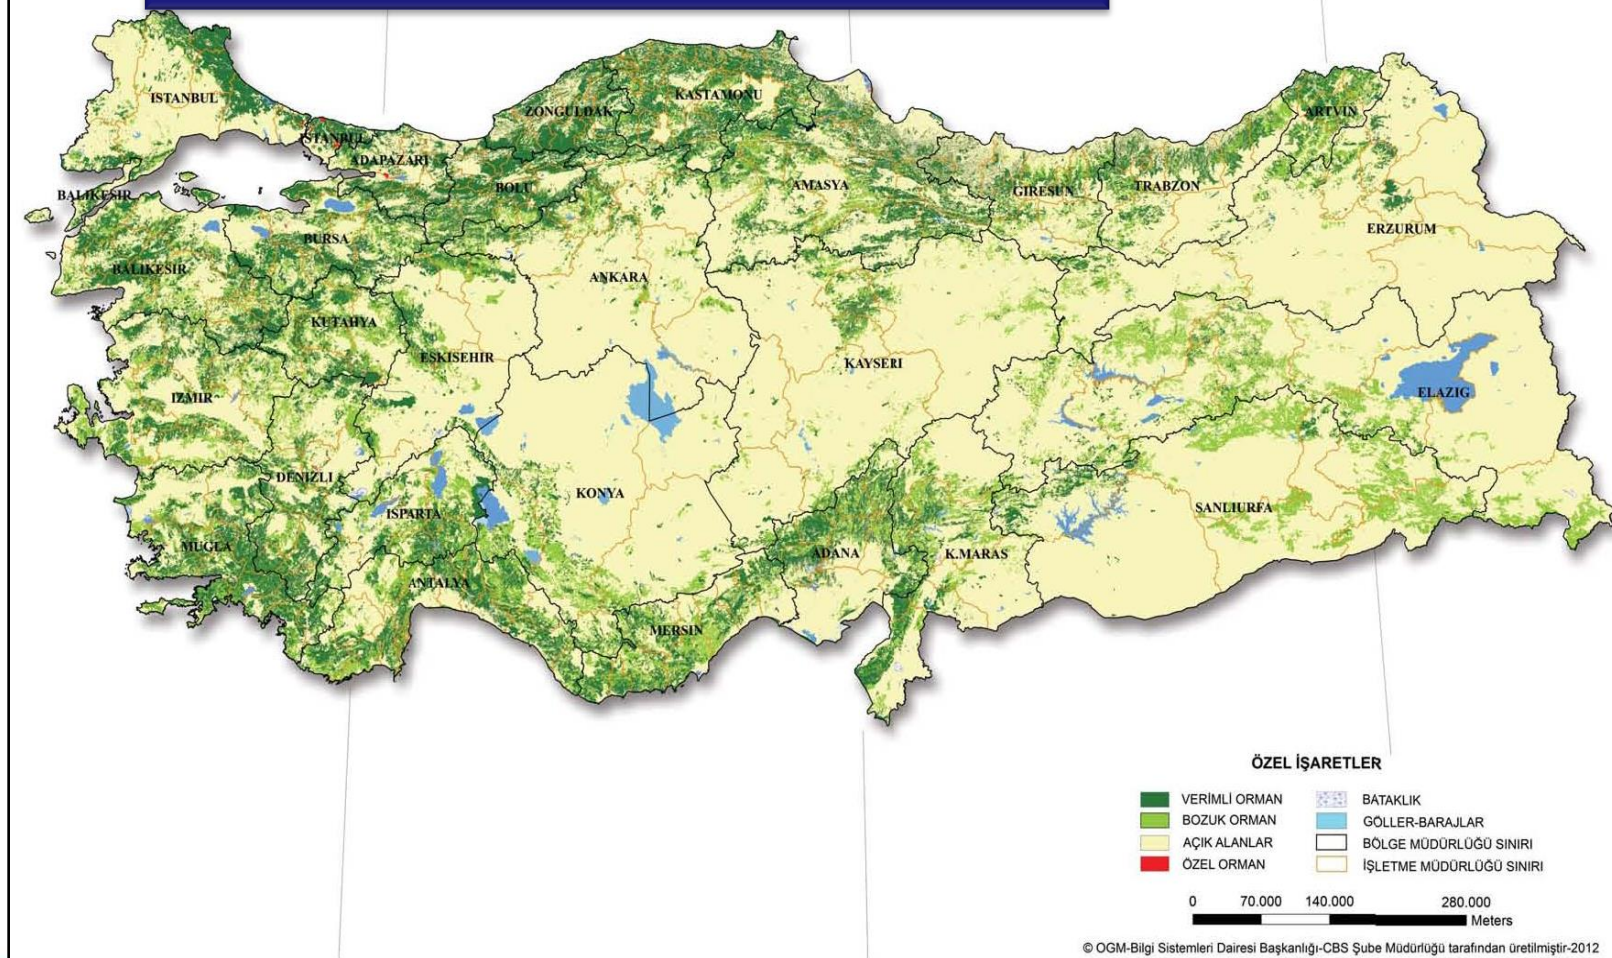 ISTANBUL
KASTAMONU
ZONGULDAK
ARTVIN
ISTANBUL
ADAPAZARI
BOLU
AMASYA
GIRESUN
TRABZON
BALIKESIR
ERZURUM
BURSA
BALIKESIR
ANKARA
KUTAHYA
ESKISEHIR
KAYSERI
ELAZIG
IZMIR
DENIZLI
KONYA
ISPARTA
SANLIURFA
MUGLA
ADANA
K.MARAS
ANTALYA
MERSIN
ÖZEL İŞARETLER
VERİMLİ ORMAN
BOZUK ORMAN
AÇIK ALANLAR
ÖZEL ORMAN
BATAKLIK
GÖLLER-BARAJLAR
BÖLGE MÜDÜRLÜĞÜ SINIRI
İŞLETME MÜDÜRLÜĞÜ SINIRI
0 70.000 140.000 280.000
Meters
© OGM-Bilgi Sistemleri Dairesi Başkanlığı-CBS Şube Müdürlüğü tarafından üretilmiştir-2012